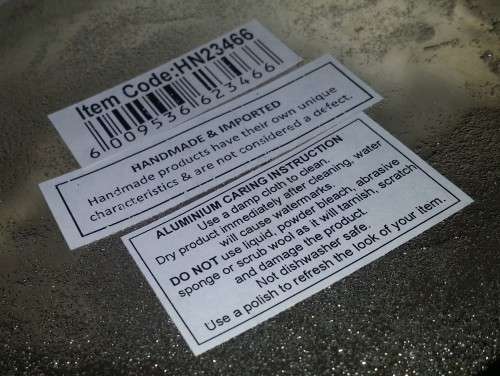 Item Code:HN23466
6 009536 623466
HANDMADE & IMPORTED
Handmade products have their own unique
characteristics & are not considered a defect.
ALUMINIUM CARING INSTRUCTION
Use a damp cloth to clean.
Dry product immediately after cleaning, water
will cause watermarks.
DO NOT use liquid, powder bleach, abrasive
sponge or scrub wool as it will tarnish, scratch
and damage the product.
Not dishwasher safe.
Use a polish to refresh the look of your item.